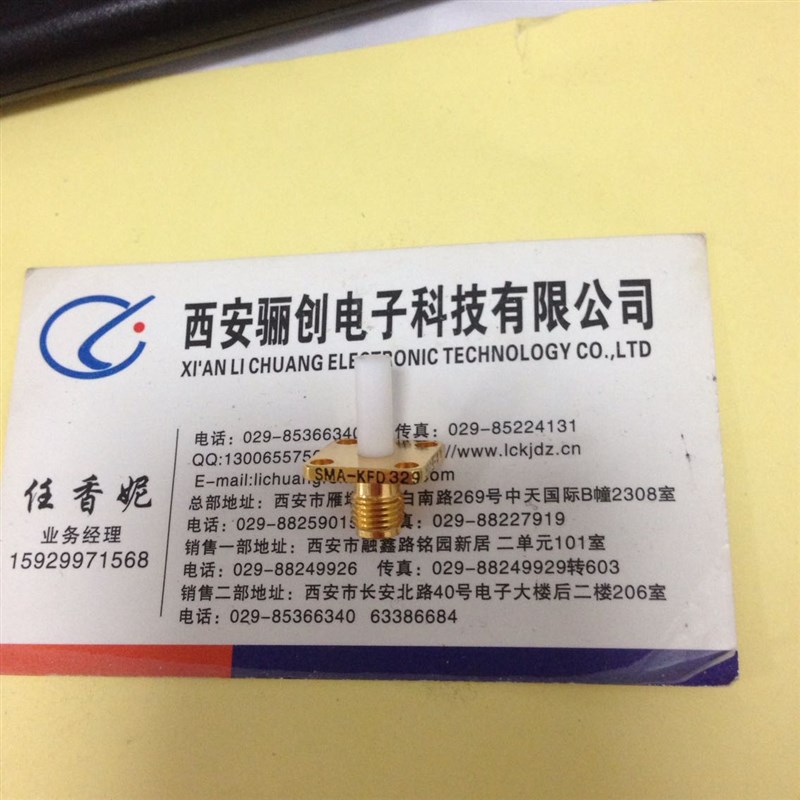 西安骊创电子科技有限公司
XI'AN LI CHUANG ELECTRONIC TECHNOLOGY CO.,LTD
任香妮
业务经理
15929971568
电话：029-85366340 传真：029-85224131
QQ:13006557 //www.lckjdz.cn
E-mail:lichuang
总部地址：西安市雁 白南路269号中天国际B幢2308室
电话：029-8825901 029-88227919
销售一部地址：西安市融鑫路铭园新居 二单元101室
电话：029-88249926 传真：029-88249929转603
销售二部地址：西安市长安北路40号电子大楼后二楼206室
电话：029-85366340 63386684
SMA-KFD 329